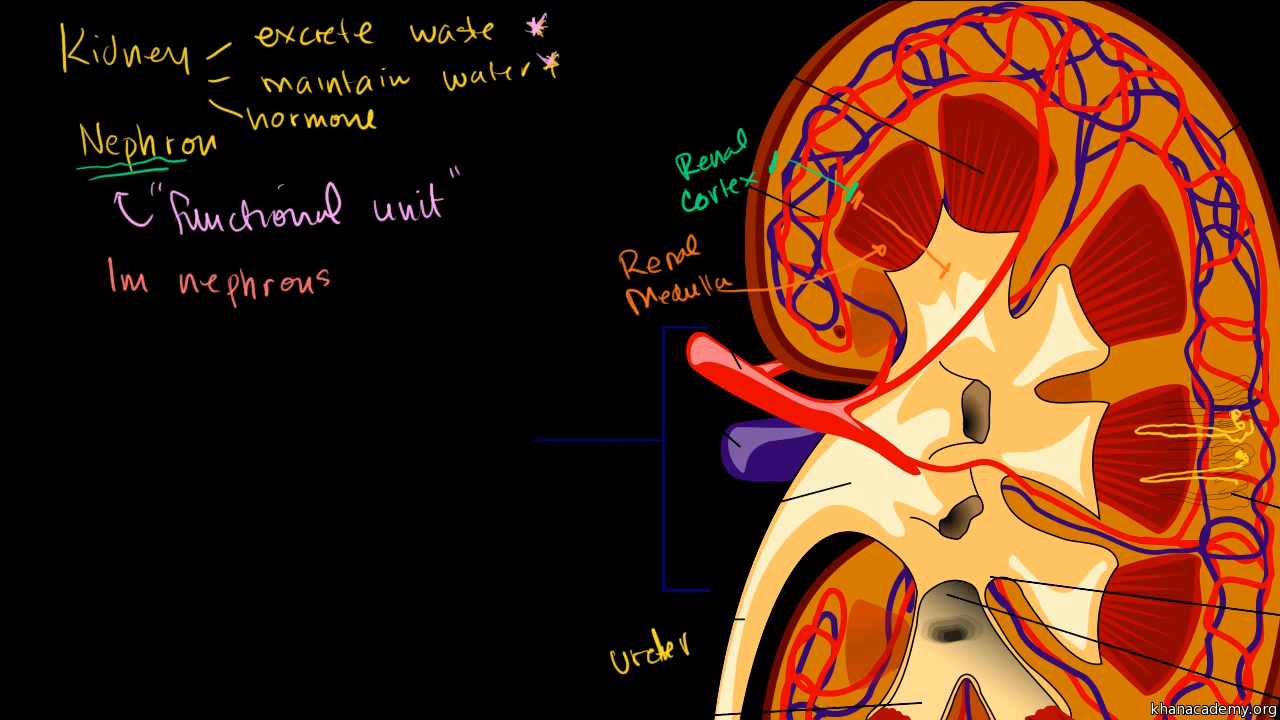 Kidney
excrete waste *
maintain water *
hormone
Nephron
"functional unit"
1m nephrons
Renal
Cortex
Renal
Medulla
Ureter
khanacademy.org